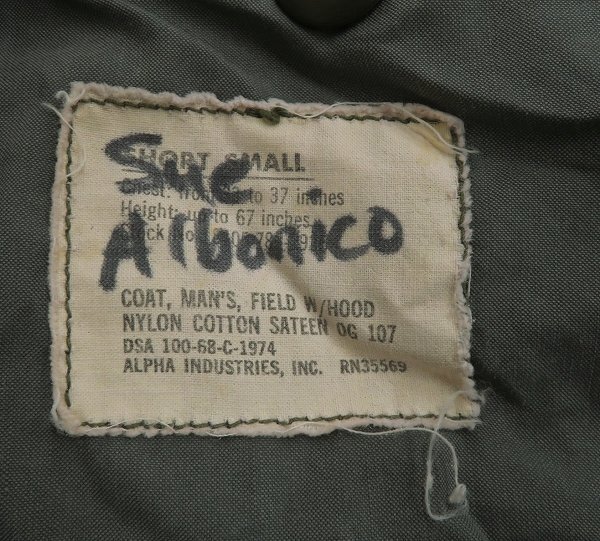 SHORT SMALL
Sue
Chest: from to 37 inches
Height: up to 67 inches
Albonico
COAT, MAN'S, FIELD W/HOOD
NYLON COTTON SATEEN OG 107
DSA 100-68-C-1974
ALPHA INDUSTRIES, INC. RN35569